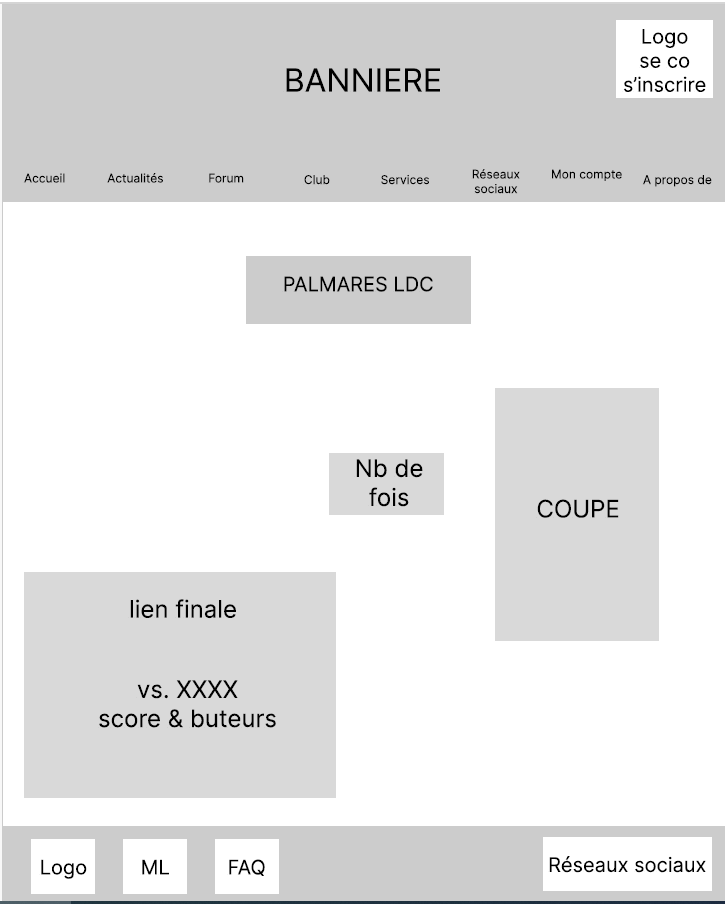 Logo
se co
s'inscrire
BANNIERE
Accueil
Actualités
Forum
Club
Services
Réseaux
sociaux
Mon compte
A propos de
PALMARES LDC
Nb de
fois
COUPE
lien finale
vs. XXXX
score & buteurs
Logo
ML
FAQ
Réseaux sociaux